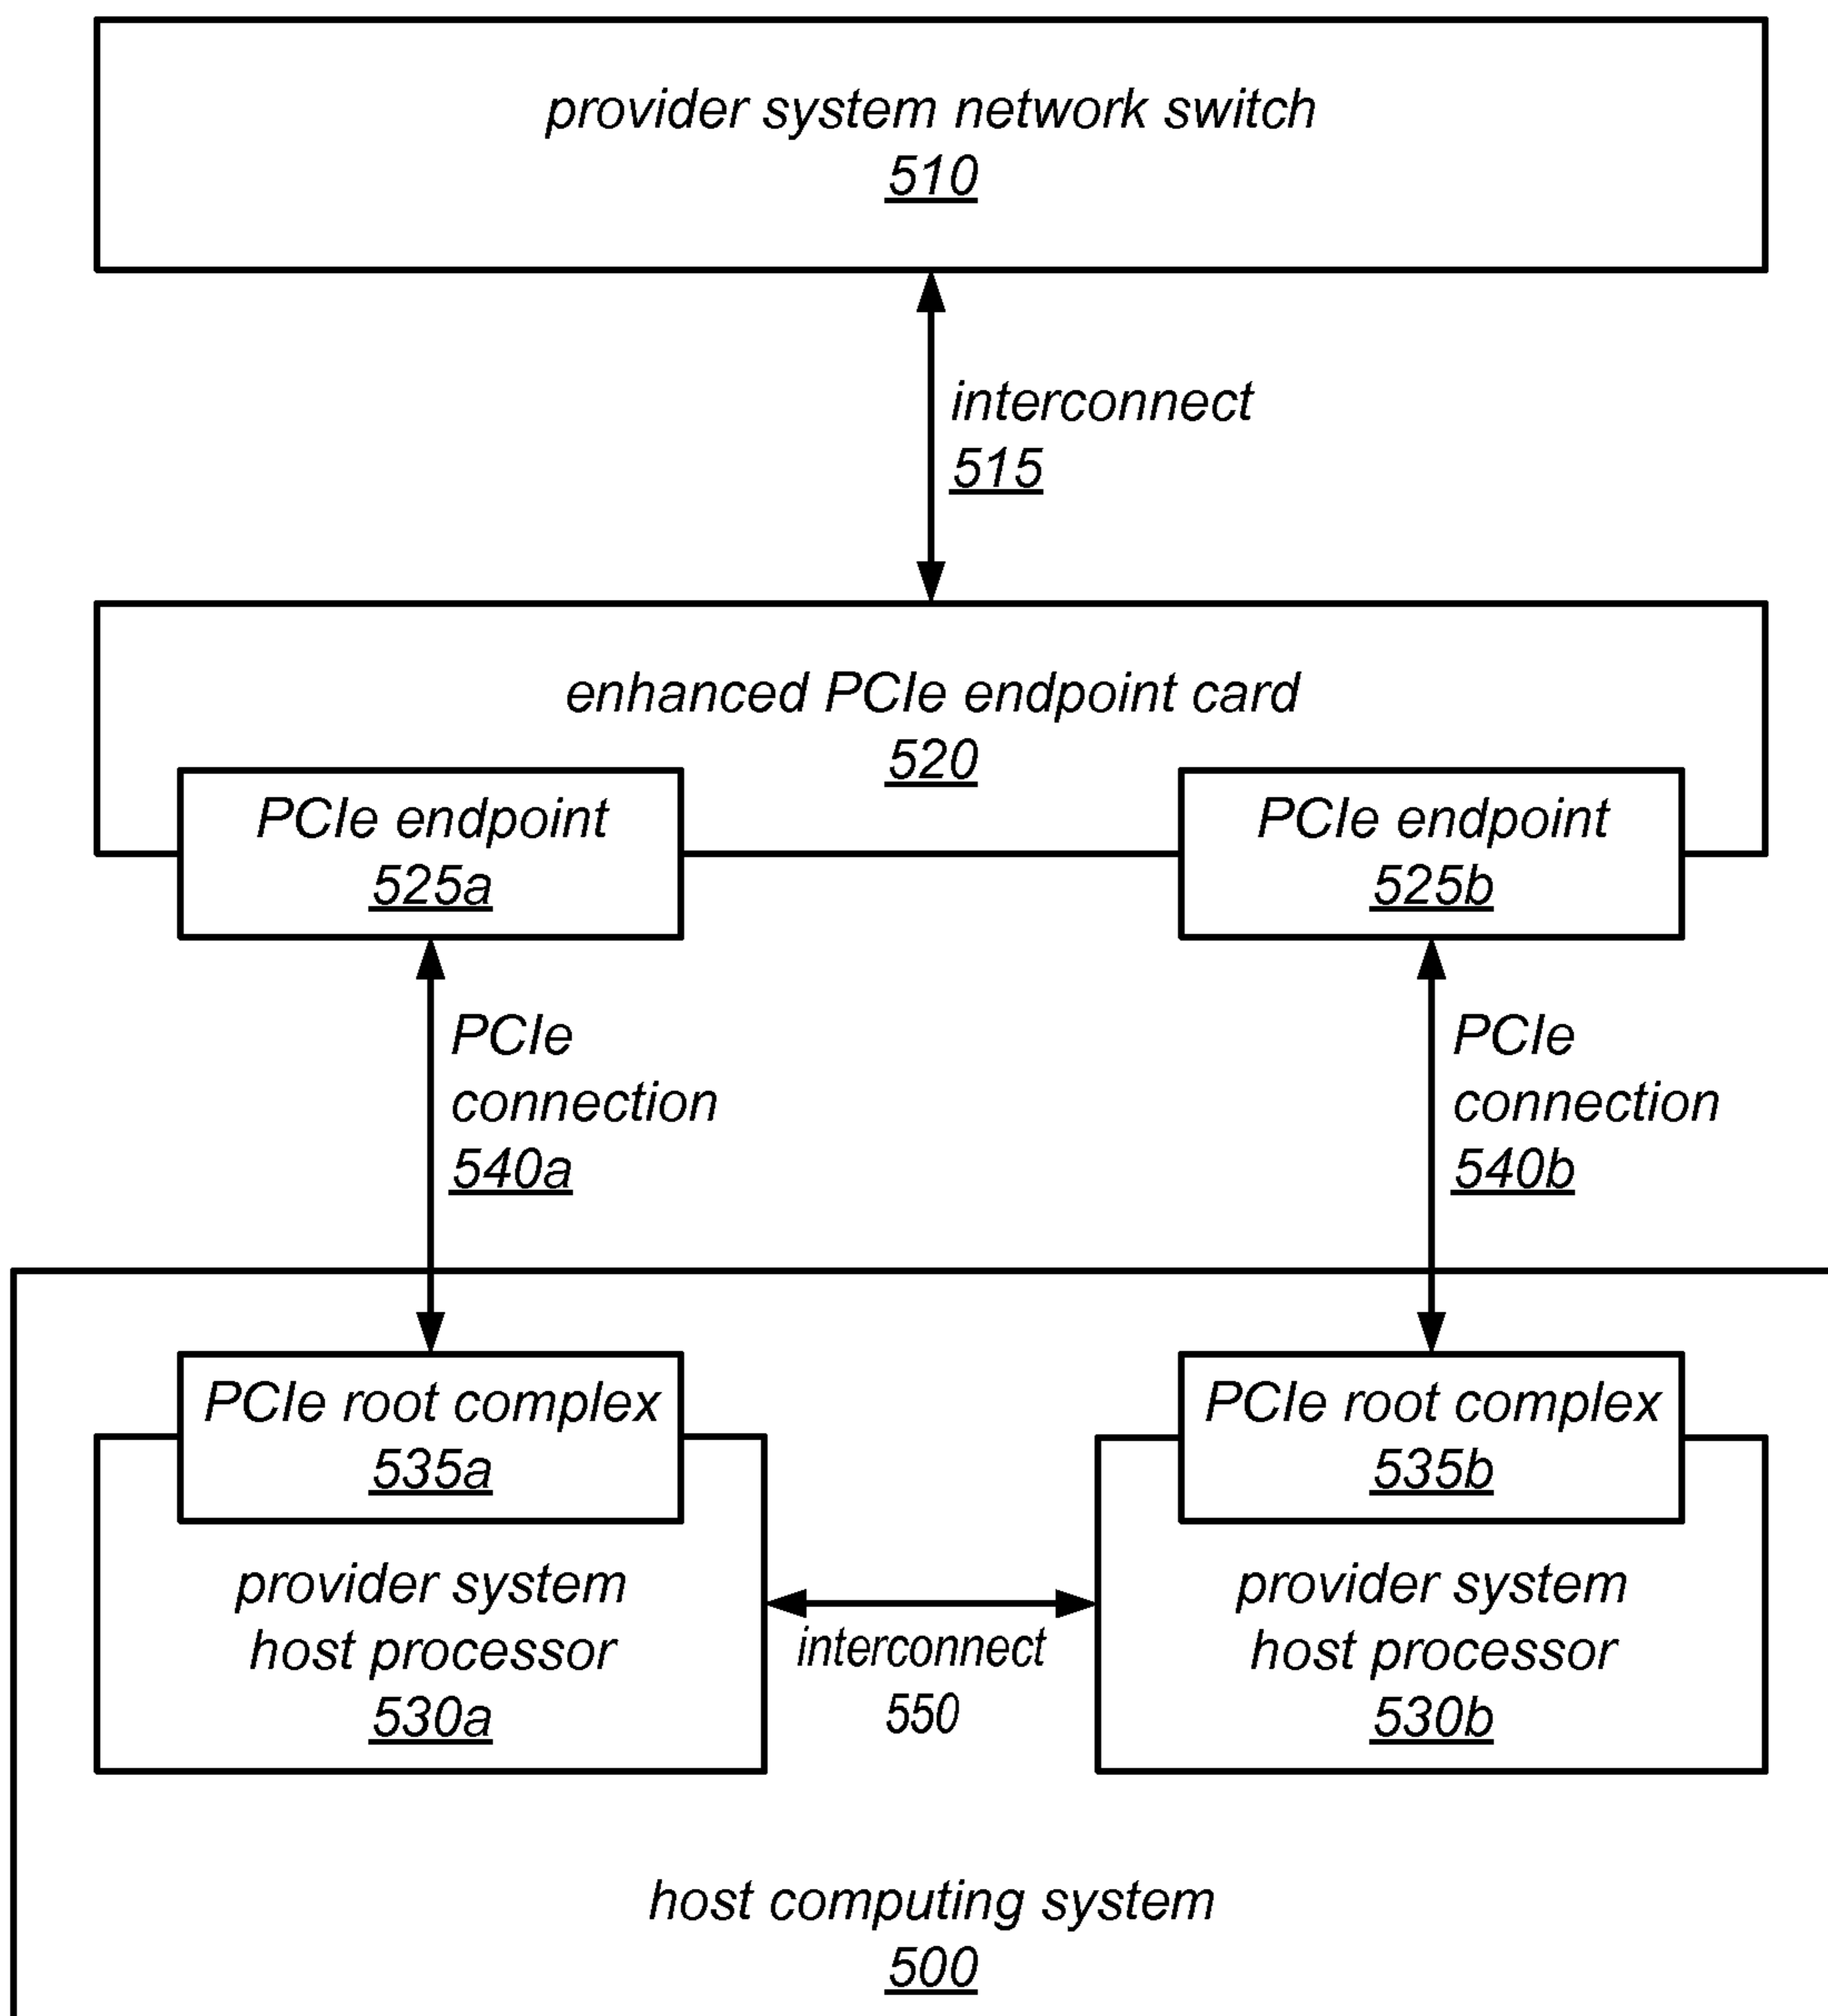 provider system network switch
510
interconnect
515
enhanced PCIe endpoint card
520
PCIe endpoint
525a
PCIe endpoint
525b
PCIe
connection
540a
PCIe
connection
540b
PCIe root complex
535a
PCIe root complex
535b
provider system
host processor
530a
interconnect
550
provider system
host processor
530b
host computing system
500